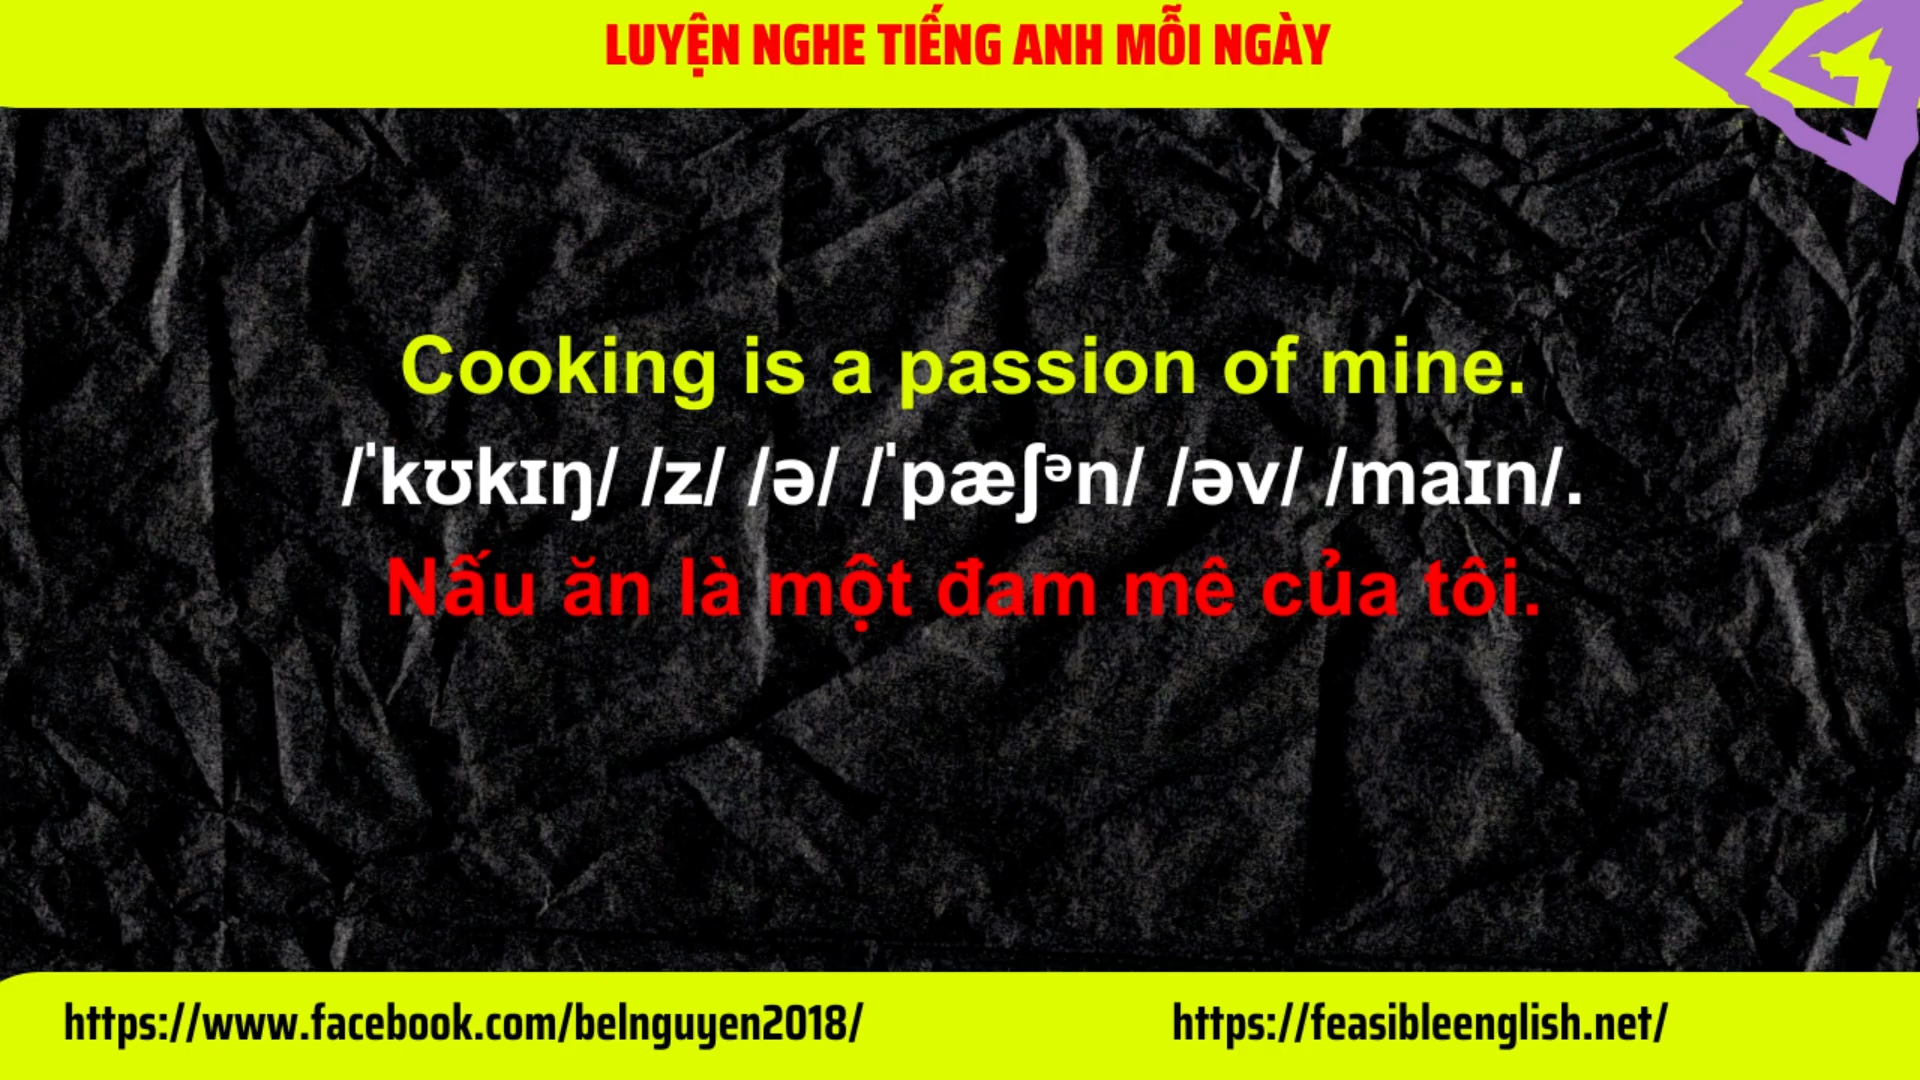 LUYỆN NGHE TIẾNG ANH MỖI NGÀY
Cooking is a passion of mine.
/ˈkʊkɪŋ/ /z/ /ə/ /ˈpæʃᵊn/ /əv/ /maɪn/.
Nấu ăn là một đam mê của tôi.
https://www.facebook.com/belnguyen2018/
https://feasibleenglish.net/